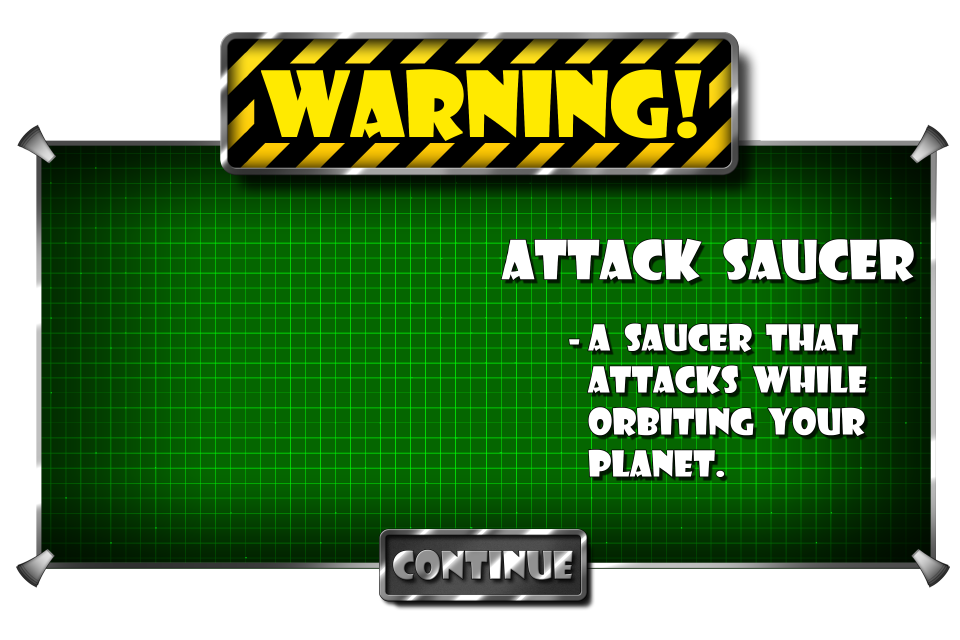 WARNING!
ATTACK SAUCER
- A SAUCER THAT
ATTACKS WHILE
ORBITING YOUR
PLANET.
CONTINUE